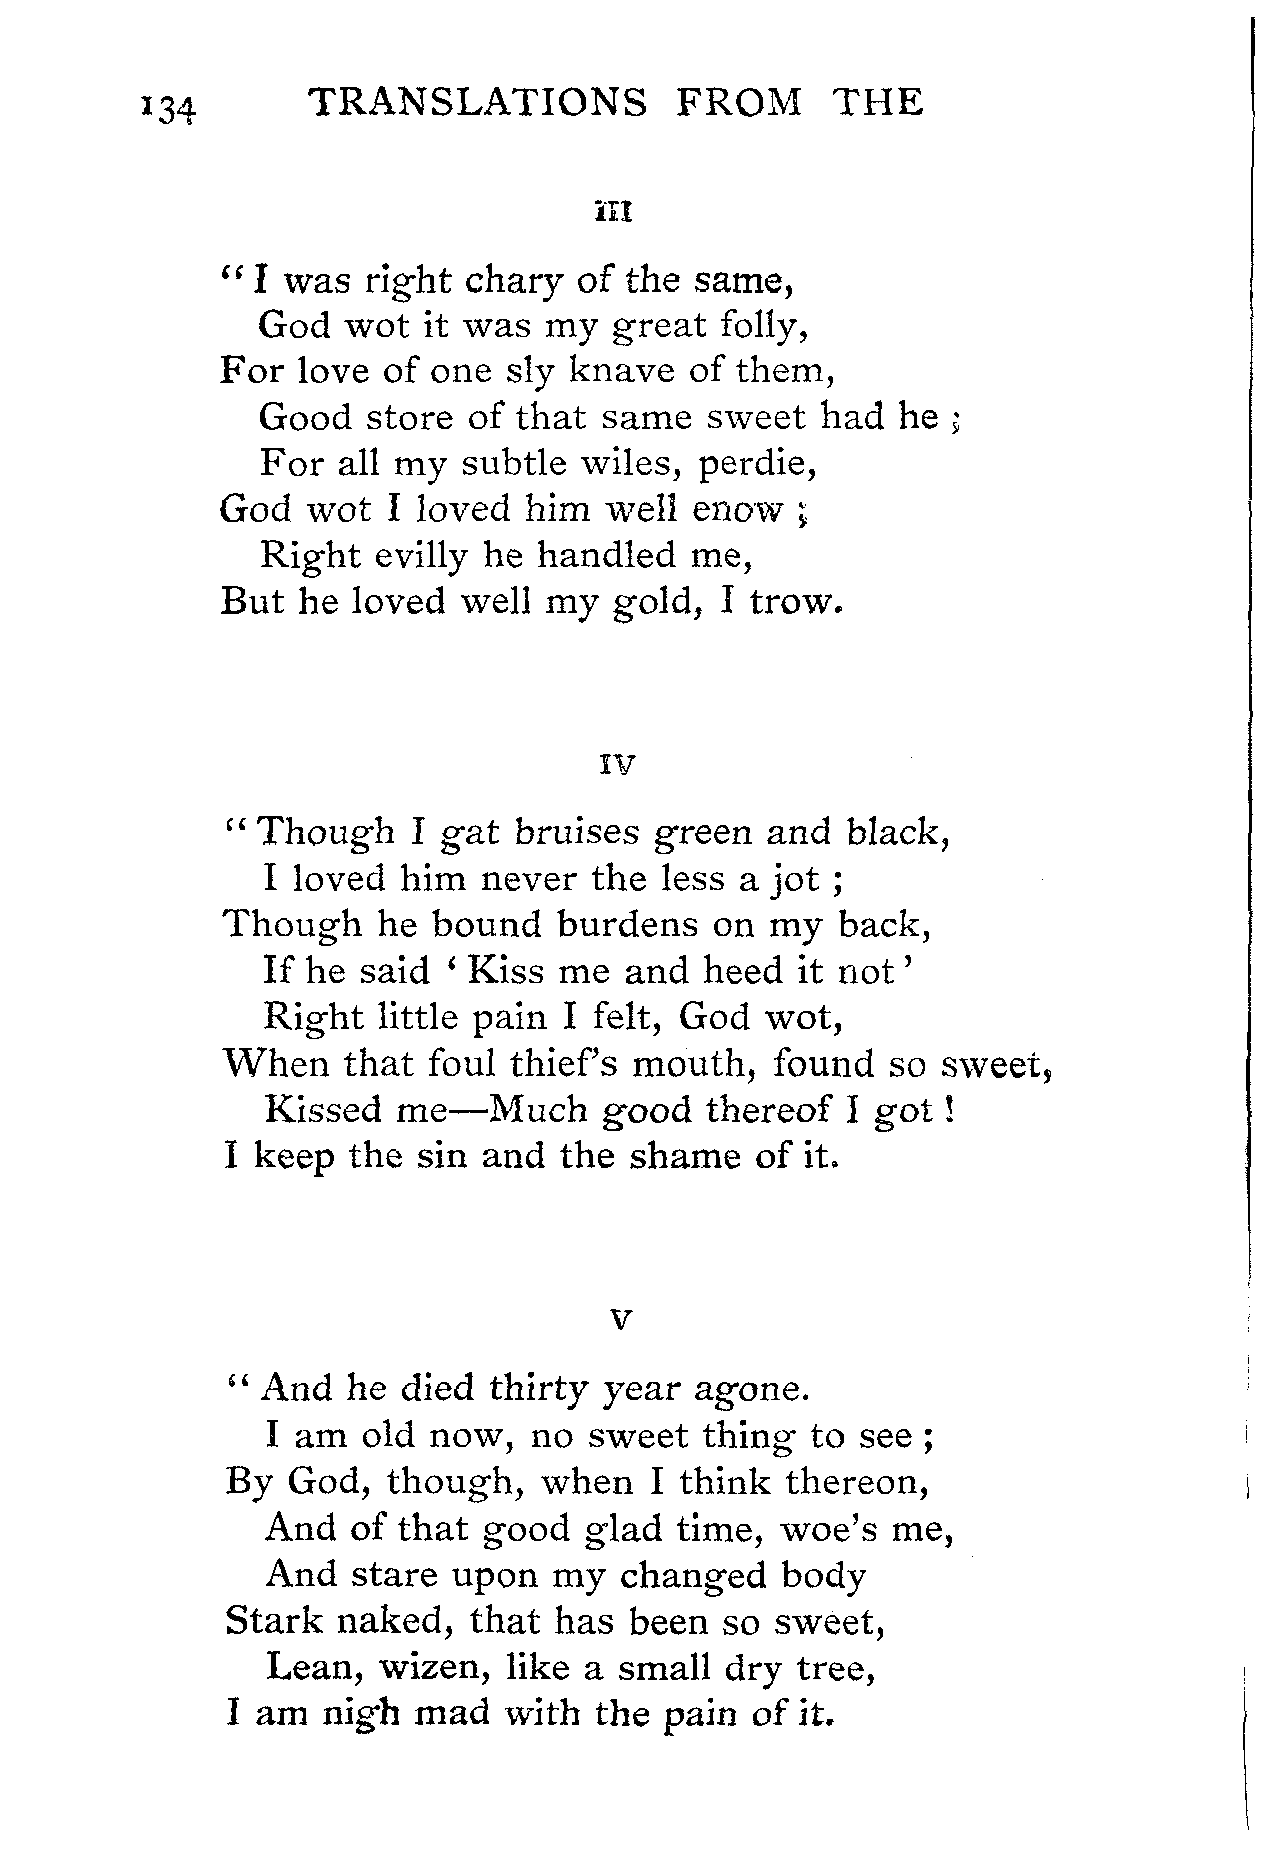 134 TRANSLATIONS FROM THE
III
“ I was right chary of the same,
God wot it was my great folly,
For love of one sly knave of them,
Good store of that same sweet had he ;
For all my subtle wiles, perdie,
God wot I loved him well enow ;
Right evilly he handled me,
But he loved well my gold, I trow.
IV
“ Though I gat bruises green and black,
I loved him never the less a jot ;
Though he bound burdens on my back,
If he said ‘ Kiss me and heed it not ’
Right little pain I felt, God wot,
When that foul thief’s mouth, found so sweet,
Kissed me—Much good thereof I got !
I keep the sin and the shame of it.
V
“ And he died thirty year agone.
I am old now, no sweet thing to see ;
By God, though, when I think thereon,
And of that good glad time, woe’s me,
And stare upon my changed body
Stark naked, that has been so sweet,
Lean, wizen, like a small dry tree,
I am nigh mad with the pain of it.